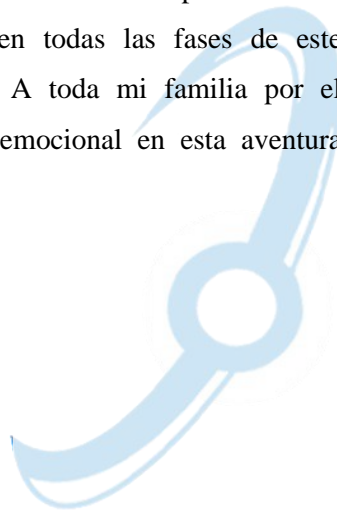 en todas las fases de este
A toda mi familia por el
emocional en esta aventura